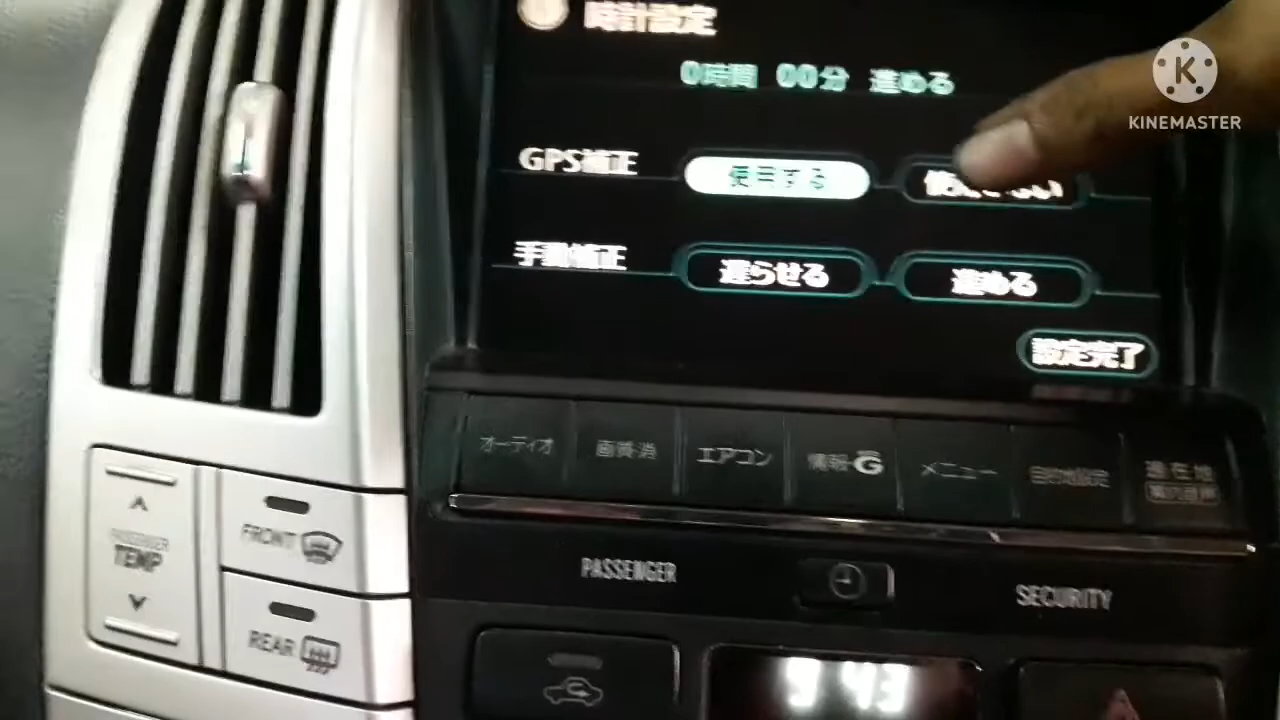 時計設定
0時間 00分 進める
KINEMASTER
GPS補正
使用する
手動補正
遅らせる
進める
設定完了
オーディオ
画質・消
エアコン
情報・G
メニュー
目的地設定
現在地
PASSENGER
TEMP
FRONT
REAR
PASSENGER
SECURITY